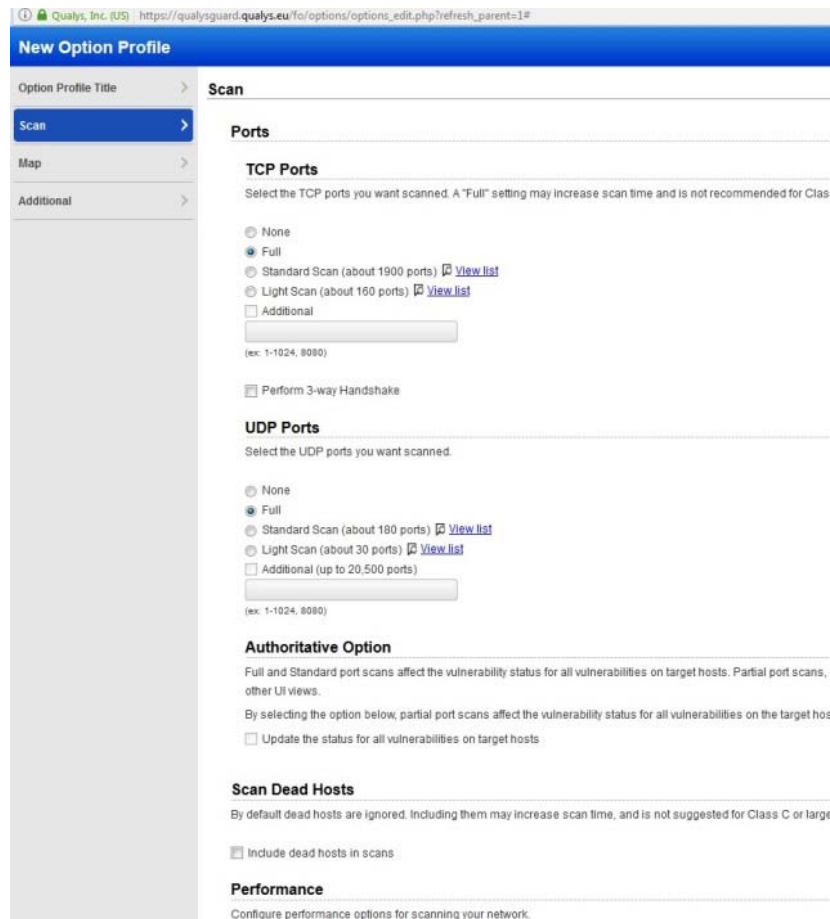 Qualys, Inc. (US) https://qualysguard.qualys.eu/fo/options/options_edit.php?refresh_parent=1#
New Option Profile
Option Profile Title
Scan
Map
Additional
Scan
Ports
TCP Ports
Select the TCP ports you want scanned. A "Full" setting may increase scan time and is not recommended for Clas
None
Full
Standard Scan (about 1900 ports) View list
Light Scan (about 160 ports) View list
Additional
(ex: 1-1024, 8080)
Perform 3-way Handshake
UDP Ports
Select the UDP ports you want scanned.
None
Full
Standard Scan (about 180 ports) View list
Light Scan (about 30 ports) View list
Additional (up to 20,500 ports)
(ex: 1-1024, 8080)
Authoritative Option
Full and Standard port scans affect the vulnerability status for all vulnerabilities on target hosts. Partial port scans,
other UI views.
By selecting the option below, partial port scans affect the vulnerability status for all vulnerabilities on the target hos
Update the status for all vulnerabilities on target hosts
Scan Dead Hosts
By default dead hosts are ignored. Including them may increase scan time, and is not suggested for Class C or large
Include dead hosts in scans
Performance
Configure performance options for scanning your network.